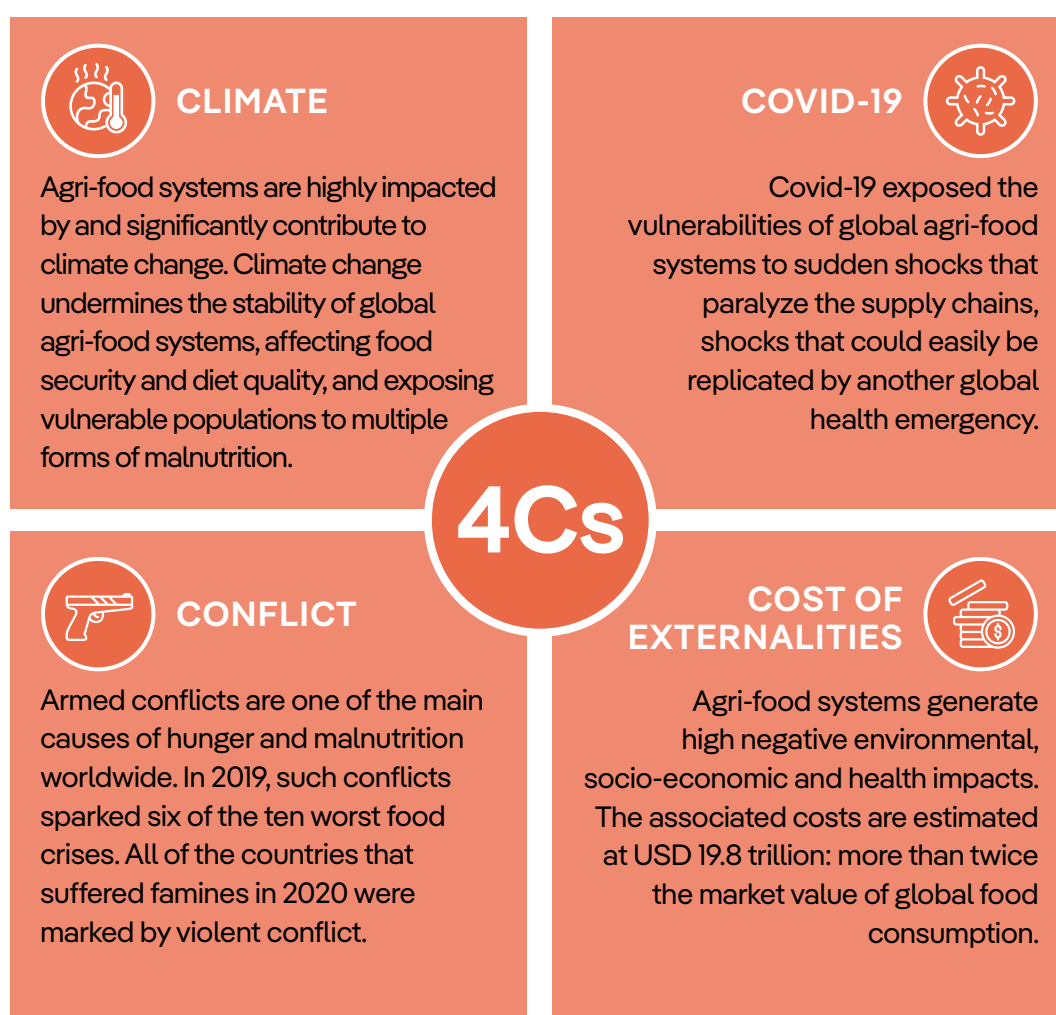 CLIMATE
Agri-food systems are highly impacted
by and significantly contribute to
climate change. Climate change
undermines the stability of global
agri-food systems, affecting food
security and diet quality, and exposing
vulnerable populations to multiple
forms of malnutrition.
COVID-19
Covid-19 exposed the
vulnerabilities of global agri-food
systems to sudden shocks that
paralyze the supply chains,
shocks that could easily be
replicated by another global
health emergency.
4Cs
CONFLICT
Armed conflicts are one of the main
causes of hunger and malnutrition
worldwide. In 2019, such conflicts
sparked six of the ten worst food
crises. All of the countries that
suffered famines in 2020 were
marked by violent conflict.
COST OF
EXTERNALITIES
$
Agri-food systems generate
high negative environmental,
socio-economic and health impacts.
The associated costs are estimated
at USD 19.8 trillion: more than twice
the market value of global food
consumption.